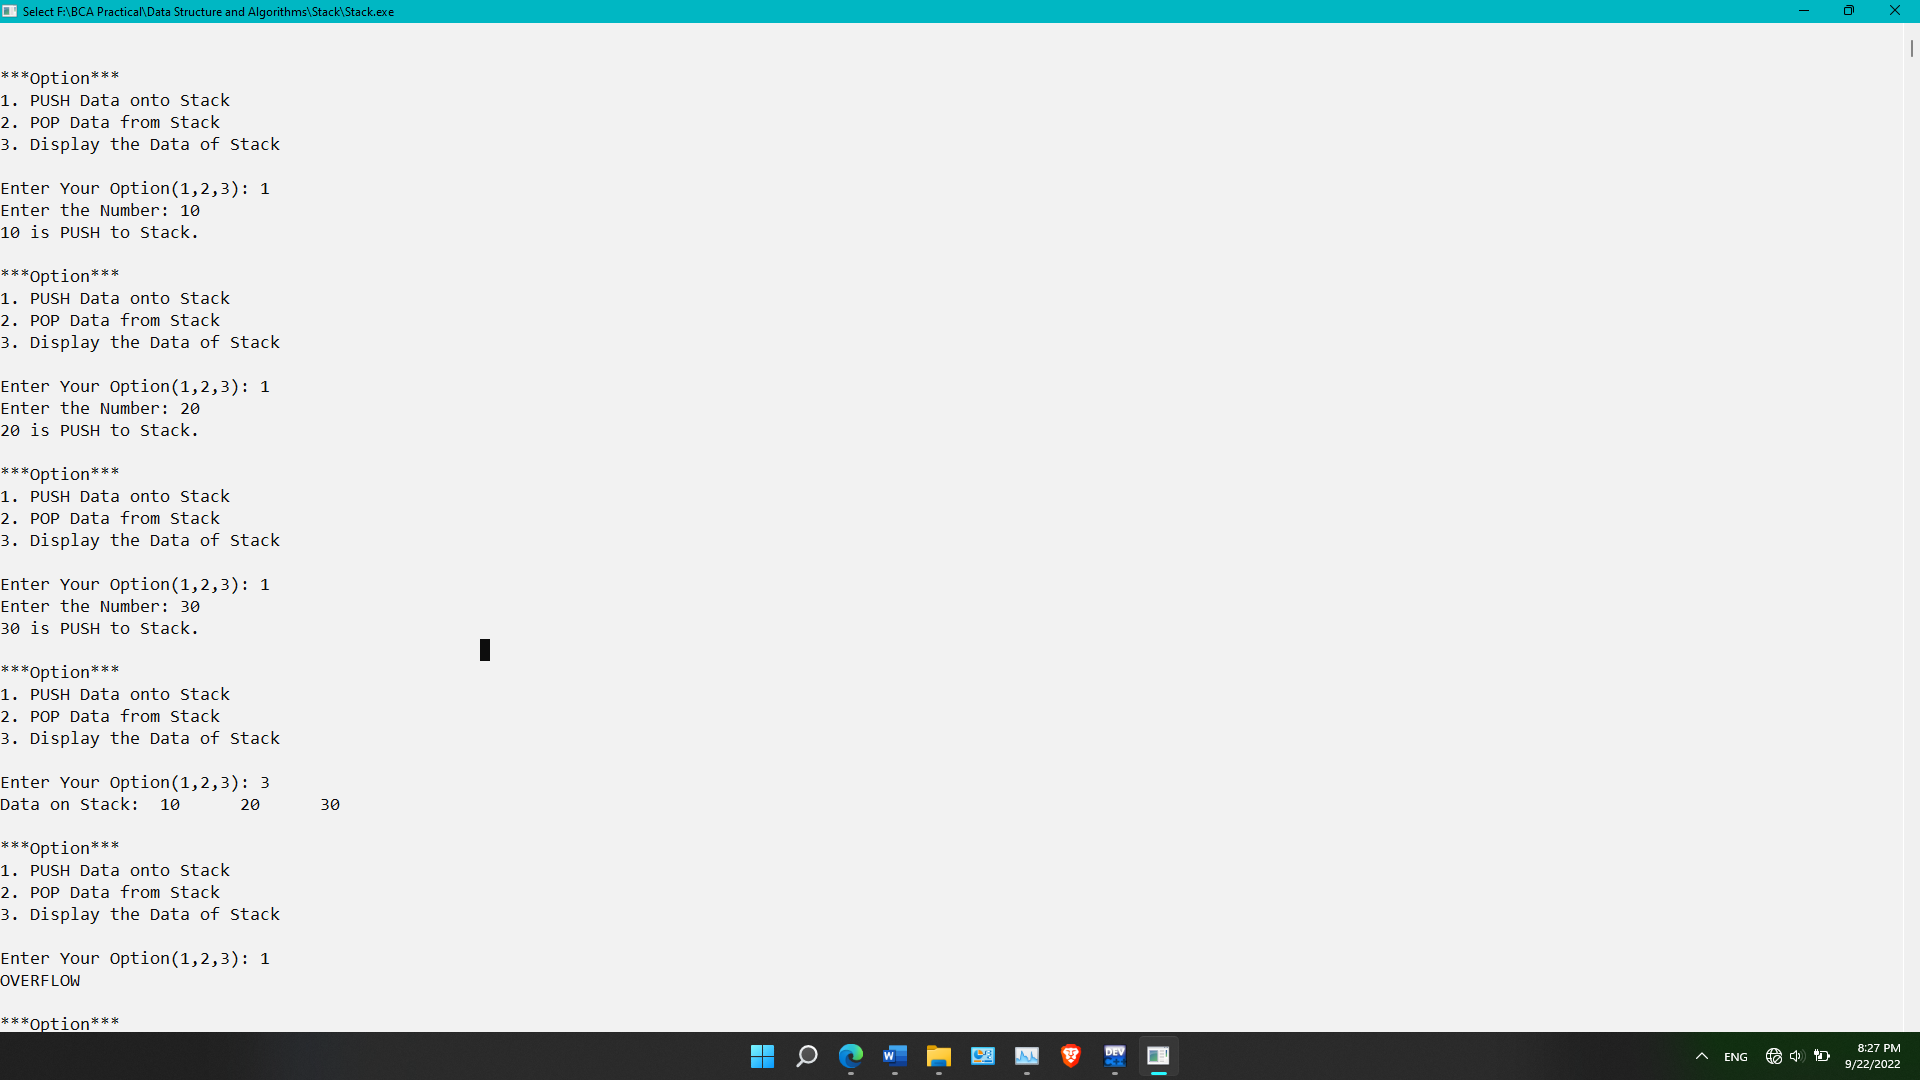 Select F:\BCA Practical\Data Structure and Algorithms\Stack\Stack.exe
***Option***
1. PUSH Data onto Stack
2. POP Data from Stack
3. Display the Data of Stack
Enter Your Option(1,2,3): 1
Enter the Number: 10
10 is PUSH to Stack.
***Option***
1. PUSH Data onto Stack
2. POP Data from Stack
3. Display the Data of Stack
Enter Your Option(1,2,3): 1
Enter the Number: 20
20 is PUSH to Stack.
***Option***
1. PUSH Data onto Stack
2. POP Data from Stack
3. Display the Data of Stack
Enter Your Option(1,2,3): 1
Enter the Number: 30
30 is PUSH to Stack.
***Option***
1. PUSH Data onto Stack
2. POP Data from Stack
3. Display the Data of Stack
Enter Your Option(1,2,3): 3
Data on Stack:  10      20      30
***Option***
1. PUSH Data onto Stack
2. POP Data from Stack
3. Display the Data of Stack
Enter Your Option(1,2,3): 1
OVERFLOW
***Option***
W
DEV
ENG
8:27 PM
9/22/2022